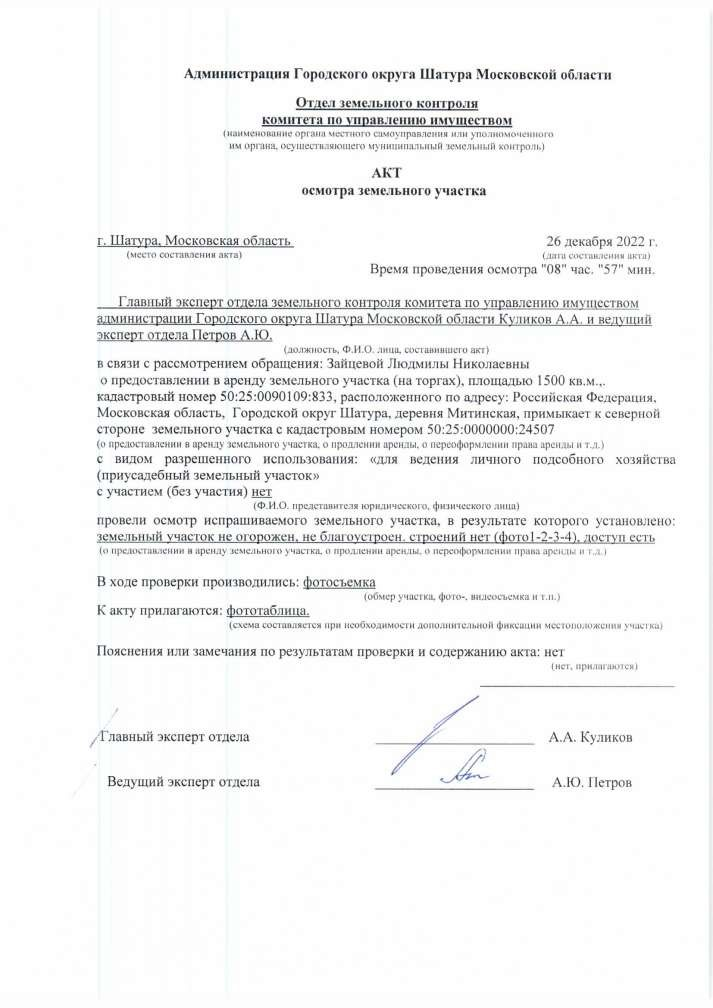 Администрация Городского округа Шатура Московской области
Отдел земельного контроля
комитета по управлению имуществом
(наименование органа местного самоуправления или уполномоченного
им органа, осуществляющего муниципальный земельный контроль)
АКТ
осмотра земельного участка
г. Шатура, Московская область 26 декабря 2022 г.
(место составления акта) (дата составления акта)
Время проведения осмотра "08" час. "57" мин.
Главный эксперт отдела земельного контроля комитета по управлению имуществом
администрации Городского округа Шатура Московской области Куликов А.А. и ведущий
эксперт отдела Петров А.Ю.
(должность, Ф.И.О. лица, составившего акт)
в связи с рассмотрением обращения: Зайцевой Людмилы Николаевны
о предоставлении в аренду земельного участка (на торгах), площадью 1500 кв.м.,.
кадастровый номер 50:25:0090109:833, расположенного по адресу: Российская Федерация,
Московская область, Городской округ Шатура, деревня Митинская, примыкает к северной
стороне земельного участка с кадастровым номером 50:25:0000000:24507
(о предоставлении в аренду земельного участка, о продлении аренды, о переоформлении права аренды и т.д.)
с видом разрешенного использования: «для ведения личного подсобного хозяйства
(приусадебный земельный участок»
с участием (без участия) нет
(Ф.И.О. представителя юридического, физического лица)
провели осмотр испрашиваемого земельного участка, в результате которого установлено:
земельный участок не огорожен, не благоустроен. строений нет (фото1-2-3-4), доступ есть
(о предоставлении в аренду земельного участка, о продлении аренды, о переоформлении права аренды и т.д.)
В ходе проверки производились: фотосъемка
(обмер участка, фото-, видеосъемка и т.п.)
К акту прилагаются: фототаблица.
(схема составляется при необходимости дополнительной фиксации местоположения участка)
Пояснения или замечания по результатам проверки и содержанию акта: нет
(нет, прилагаются)
Главный эксперт отдела А.А. Куликов
Ведущий эксперт отдела А.Ю. Петров